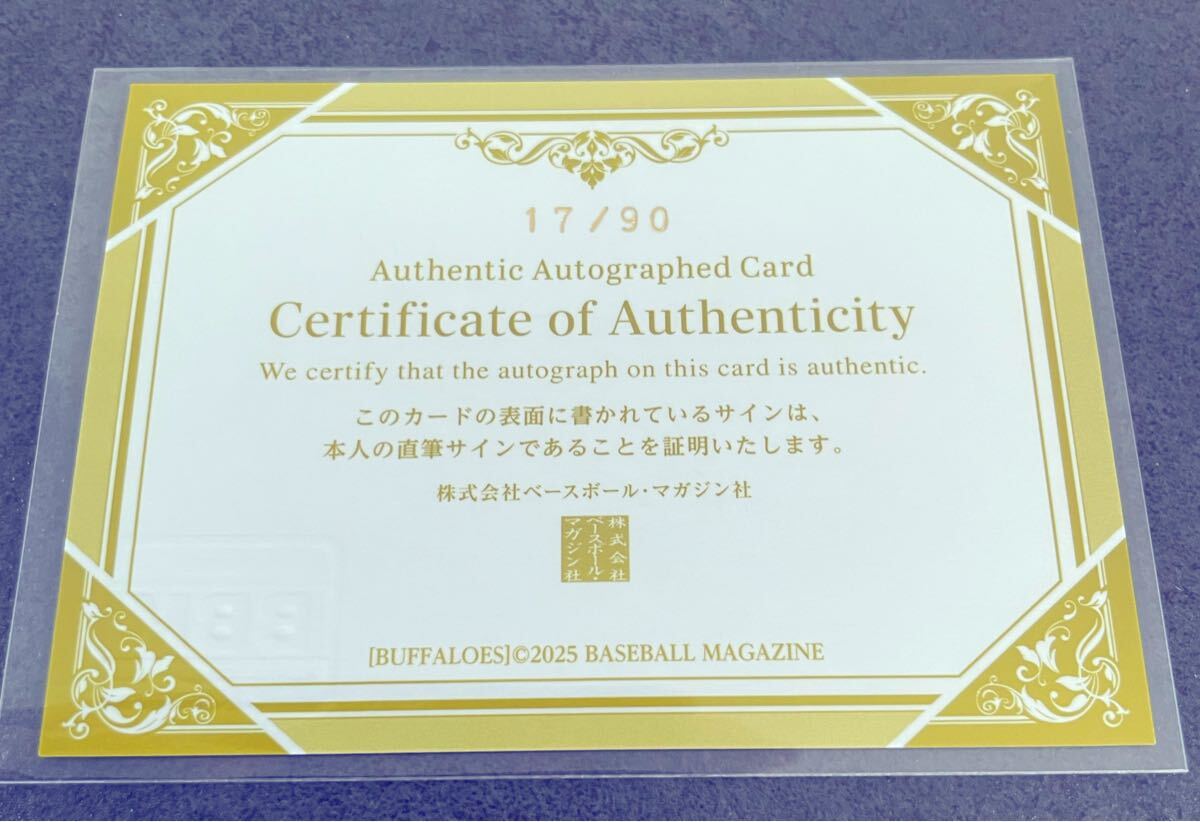 17/90
Authentic Autographed Card
Certificate of Authenticity
We certify that the autograph on this card is authentic.
このカードの表面に書かれているサインは、
本人の直筆サインであることを証明いたします。
株式会社ベースボール・マガジン社
株式会社
ベースボール・
マガジン社
[BUFFALOES]©2025 BASEBALL MAGAZINE